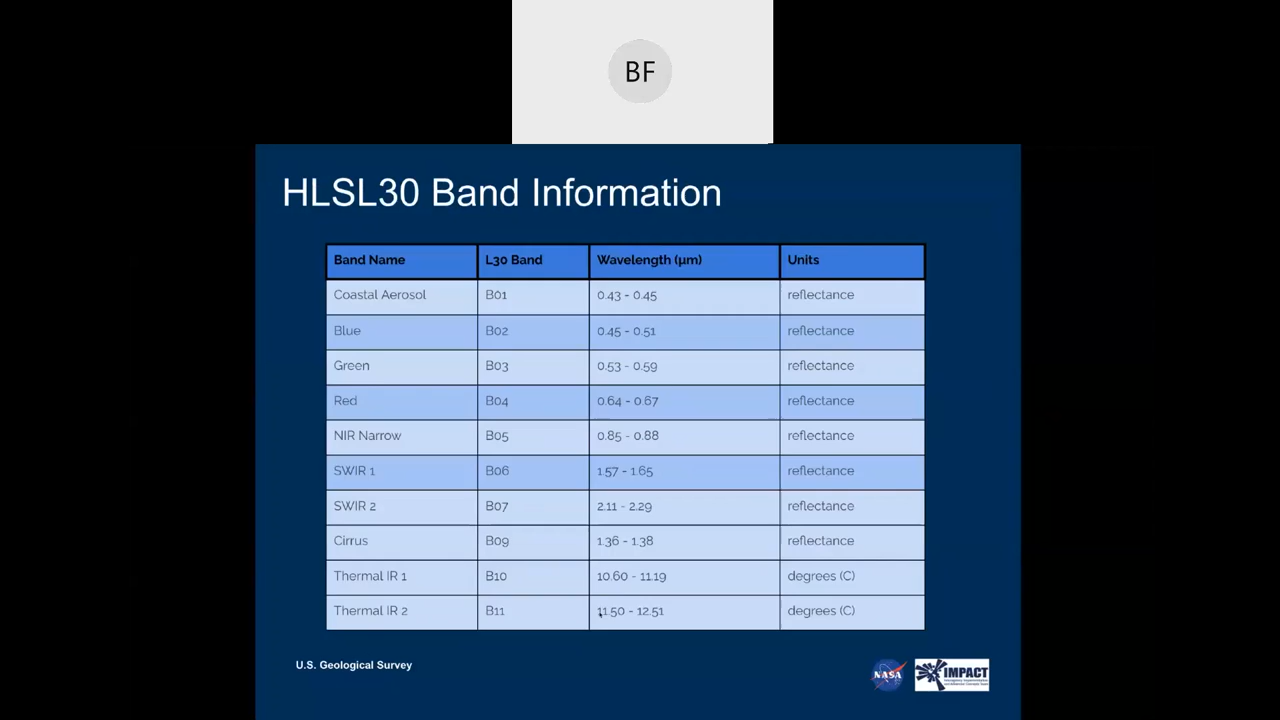 BF
HLSL30 Band Information
Band Name L30 Band Wavelength (µm) Units
Coastal Aerosol B01 0.43 - 0.45 reflectance
Blue B02 0.45 - 0.51 reflectance
Green B03 0.53 - 0.59 reflectance
Red B04 0.64 - 0.67 reflectance
NIR Narrow B05 0.85 - 0.88 reflectance
SWIR 1 B06 1.57 - 1.65 reflectance
SWIR 2 B07 2.11 - 2.29 reflectance
Cirrus B09 1.36 - 1.38 reflectance
Thermal IR 1 B10 10.60 - 11.19 degrees (C)
Thermal IR 2 B11 11.50 - 12.51 degrees (C)
U.S. Geological Survey
NASA
IMPACT